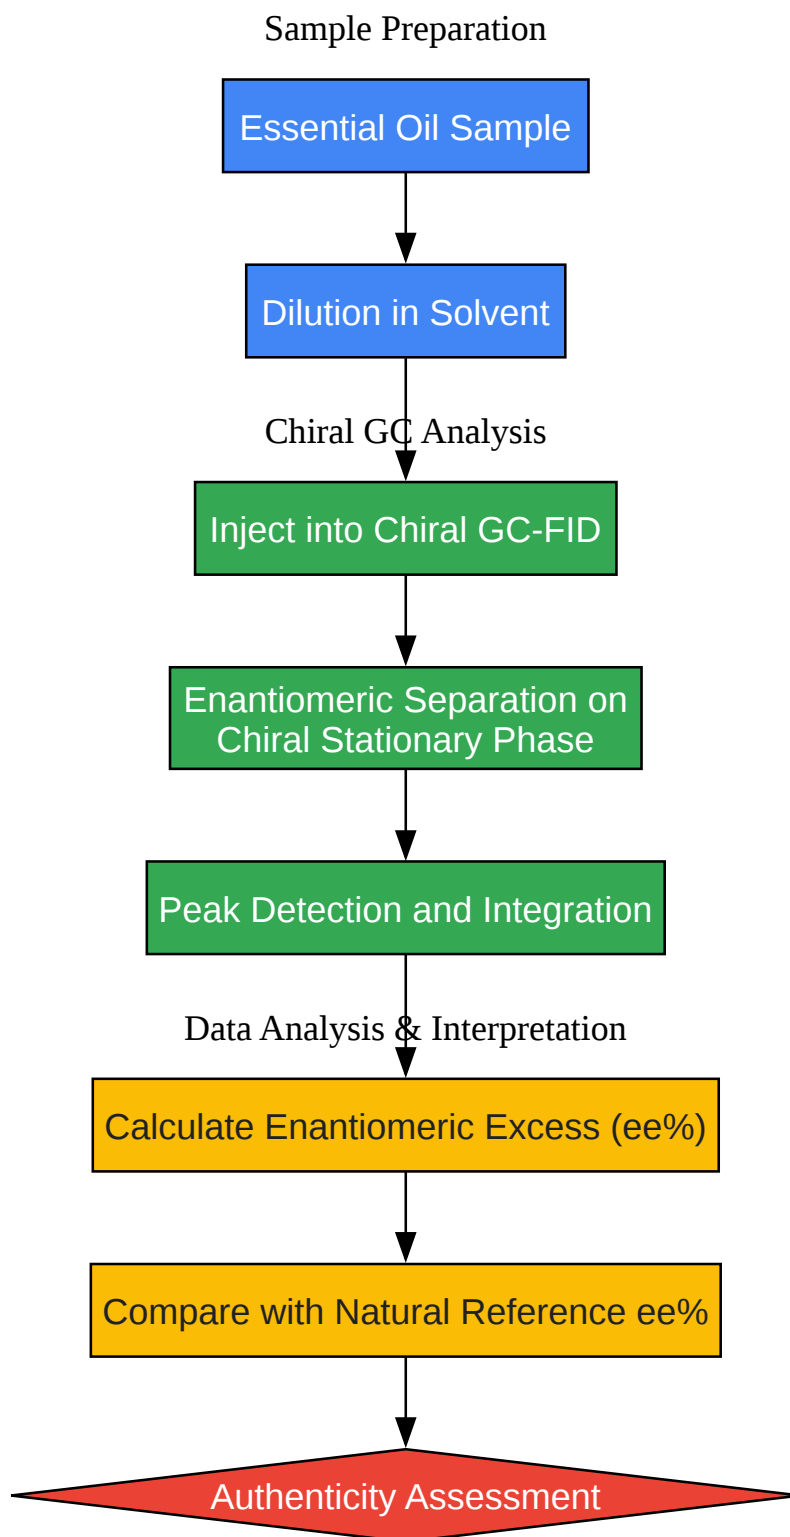 Sample Preparation
Essential Oil Sample
Dilution in Solvent
Chiral GC Analysis
Inject into Chiral GC-FID
Enantiomeric Separation on
Chiral Stationary Phase
Peak Detection and Integration
Data Analysis & Interpretation
Calculate Enantiomeric Excess (ee%)
Compare with Natural Reference ee%
Authenticity Assessment